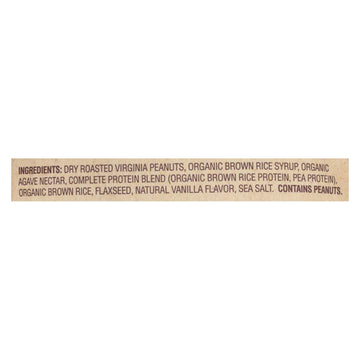 INGREDIENTS: DRY ROASTED VIRGINIA PEANUTS, ORGANIC BROWN RICE SYRUP, ORGANIC
AGAVE NECTAR, COMPLETE PROTEIN BLEND (ORGANIC BROWN RICE PROTEIN, PEA PROTEIN),
ORGANIC BROWN RICE, FLAXSEED, NATURAL VANILLA FLAVOR, SEA SALT. CONTAINS PEANUTS.